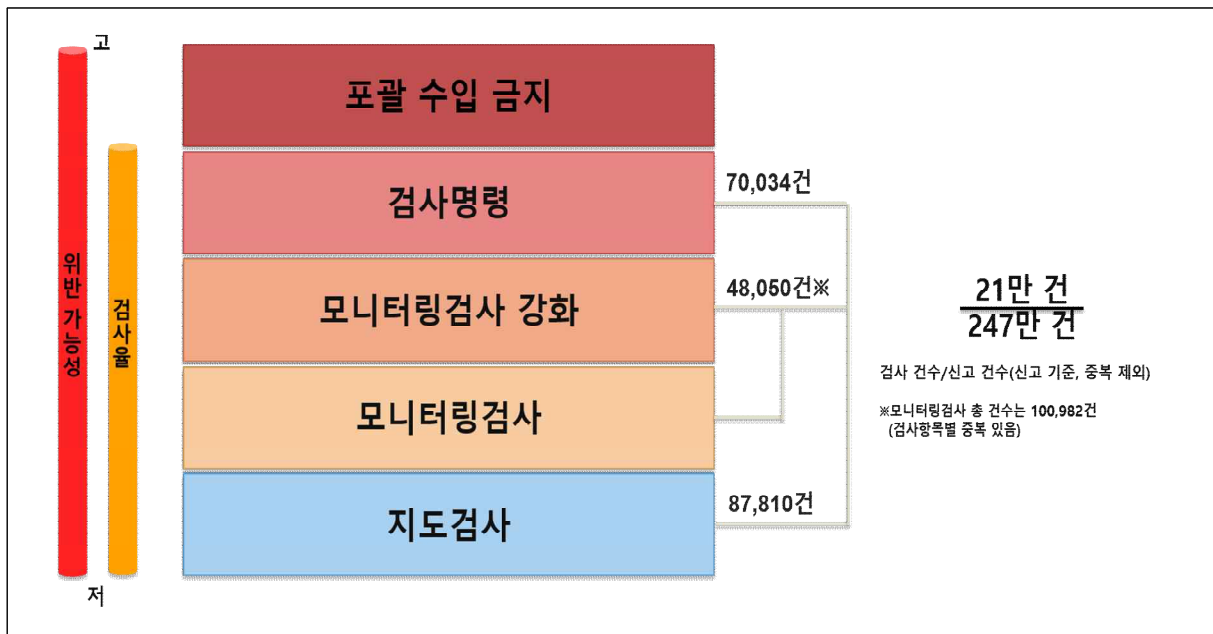 고
포괄 수입 금지
검사명령
70,034건
모니터링검사 강화
48,050건※
모니터링검사
지도검사
87,810건
위반 가능성
검사율
저
21만 건
247만 건
검사 건수/신고 건수(신고 기준, 중복 제외)
※모니터링검사 총 건수는 100,982건
(검사항목별 중복 있음)